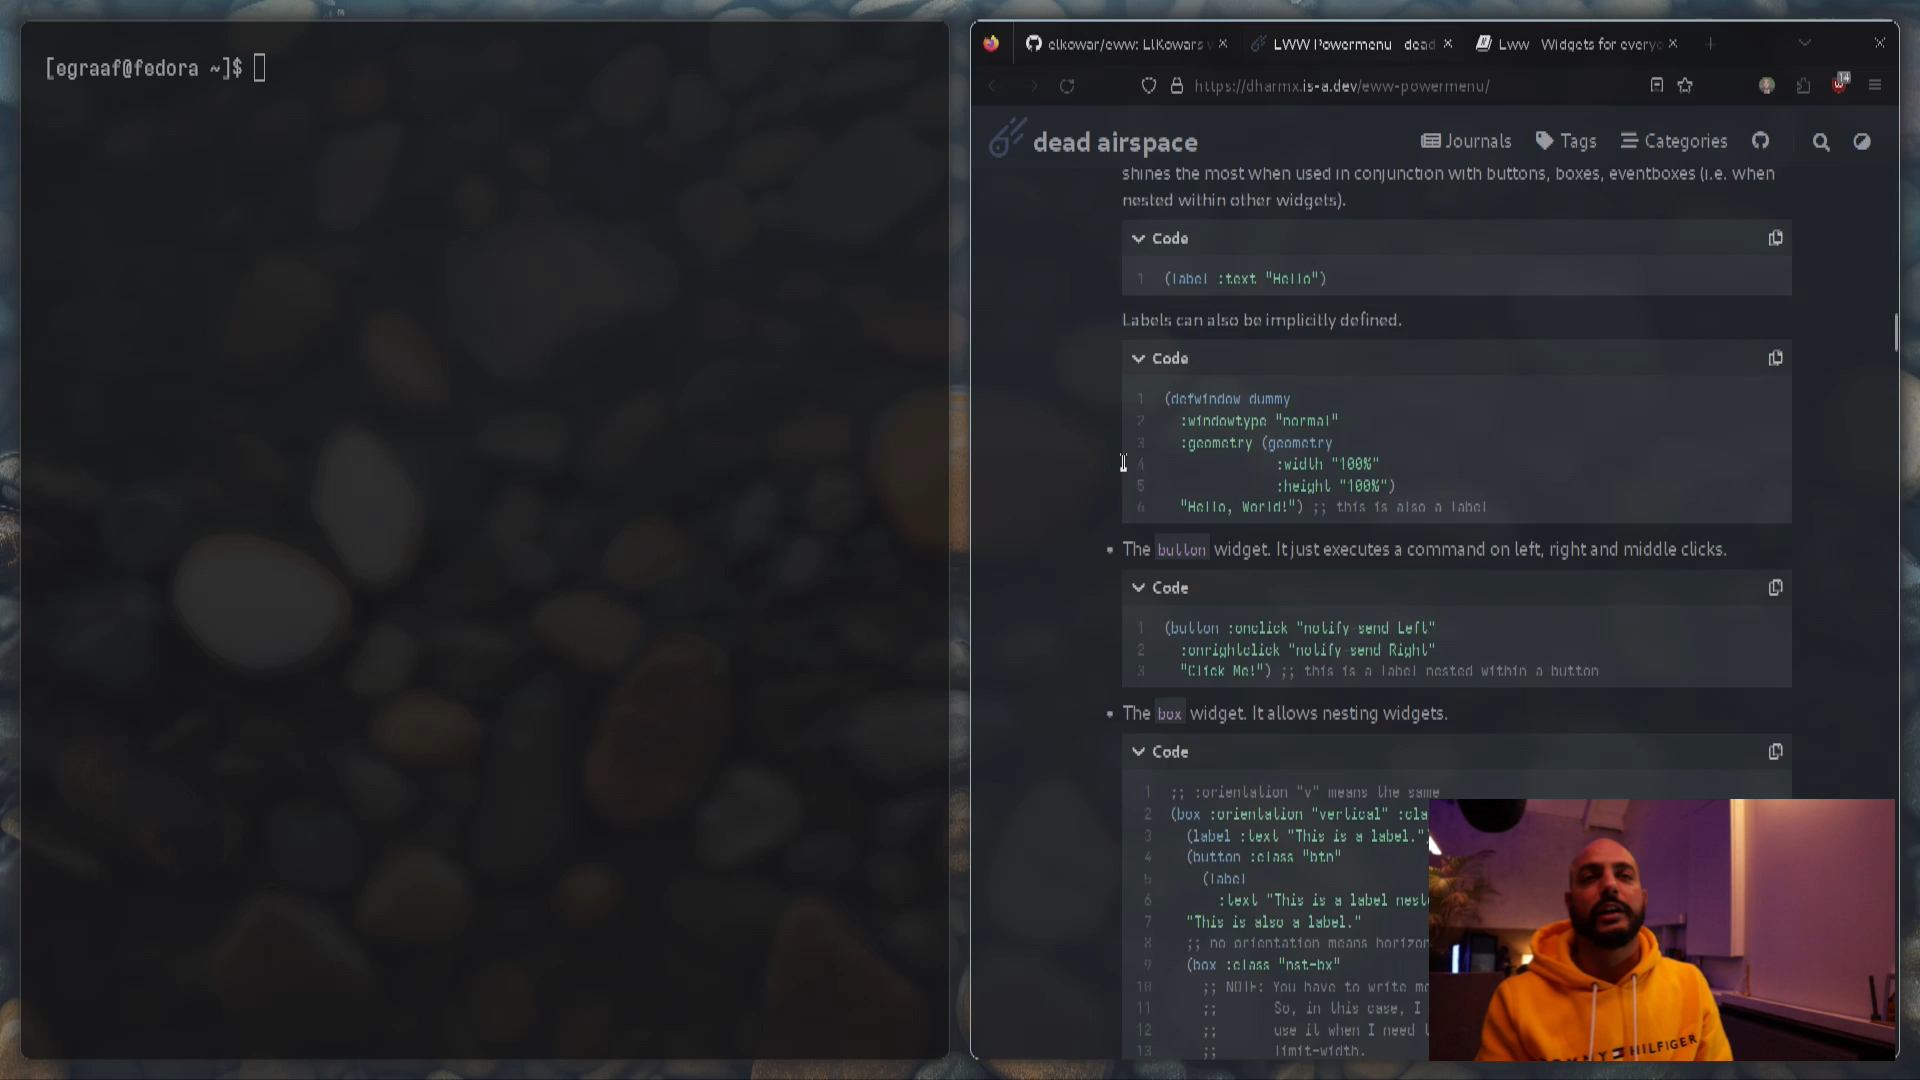 [egraaf@fedora ~]$
elkowar/eww: ElKowars
EWW Powermenu dead
Eww Widgets for everyo
https://dharmx.is-a.dev/eww-powermenu/
14
dead airspace
Journals
Tags
Categories
shines the most when used in conjunction with buttons, boxes, eventboxes (i.e. when
nested within other widgets).
Code
1 (label :text "Hello")
Labels can also be implicitly defined.
Code
1 (defwindow dummy
2 :windowtype "normal"
3 :geometry (geometry
4 :width "100%"
5 :height "100%")
6 "Hello, World!") ;; this is also a label
The button widget. It just executes a command on left, right and middle clicks.
Code
1 (button :onclick "notify-send Left"
2 :onrightclick "notify-send Right"
3 "Click Me!") ;; this is a label nested within a button
The box widget. It allows nesting widgets.
Code
1 ;; :orientation "v" means the same
2 (box :orientation "vertical" :cla
3 (label :text "This is a label."
4 (button :class "btn"
5 (label
6 :text "This is a label nest
7 "This is also a label."
8 ;; no orientation means horizon
9 (box :class "nst-bx"
10 ;; NOTE: You have to write mo
11 ;; So, in this case, I
12 ;; use it when I need
13 ;; limit-width.
HILFIGER